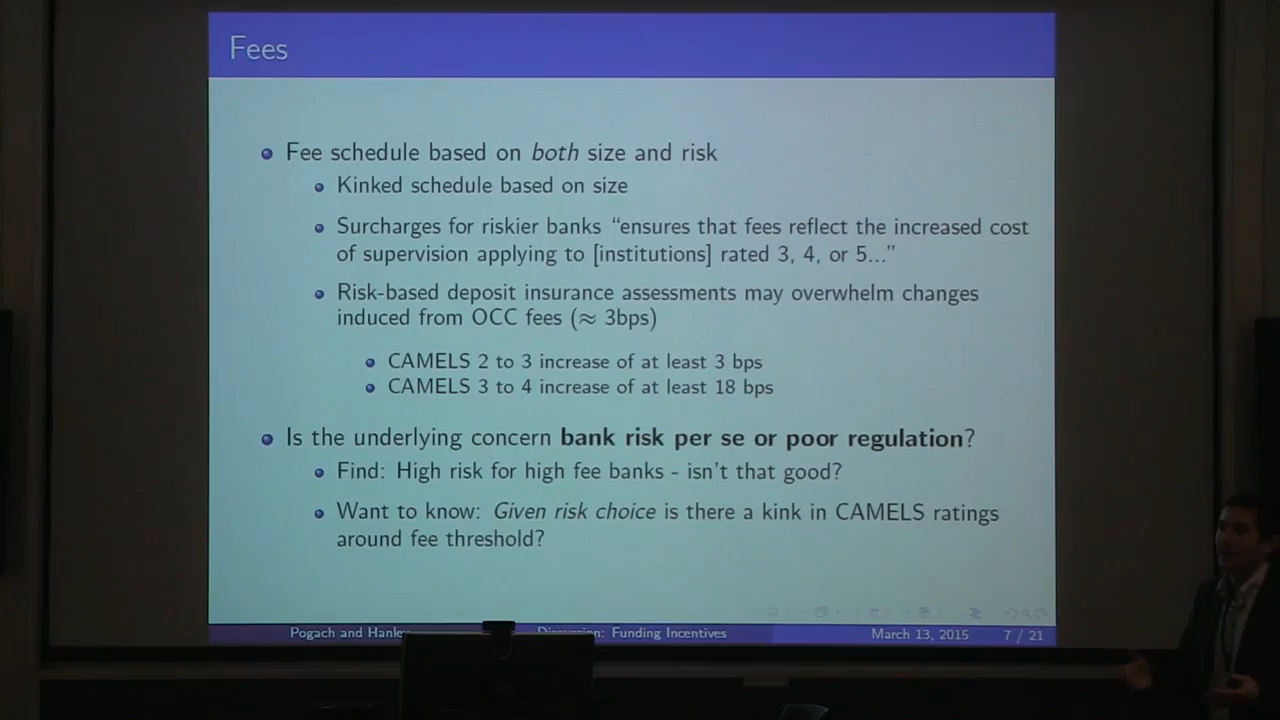 Fees
Fee schedule based on both size and risk
Kinked schedule based on size
Surcharges for riskier banks “ensures that fees reflect the increased cost
of supervision applying to [institutions] rated 3, 4, or 5...”
Risk-based deposit insurance assessments may overwhelm changes
induced from OCC fees (≈ 3bps)
CAMELS 2 to 3 increase of at least 3 bps
CAMELS 3 to 4 increase of at least 18 bps
Is the underlying concern bank risk per se or poor regulation?
Find: High risk for high fee banks - isn't that good?
Want to know: Given risk choice is there a kink in CAMELS ratings
around fee threshold?
Pogach and Hanley
: Funding Incentives
March 13, 2015
7 / 21